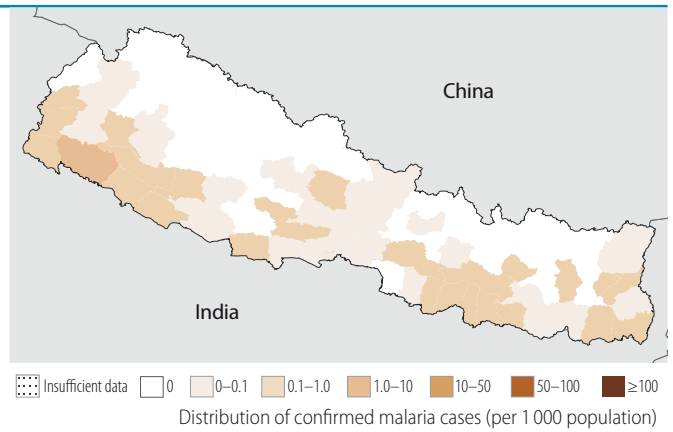 China
India
Insufficient data 0 0–0.1 0.1–1.0 1.0–10 10–50 50–100 ≥100
Distribution of confirmed malaria cases (per 1 000 population)